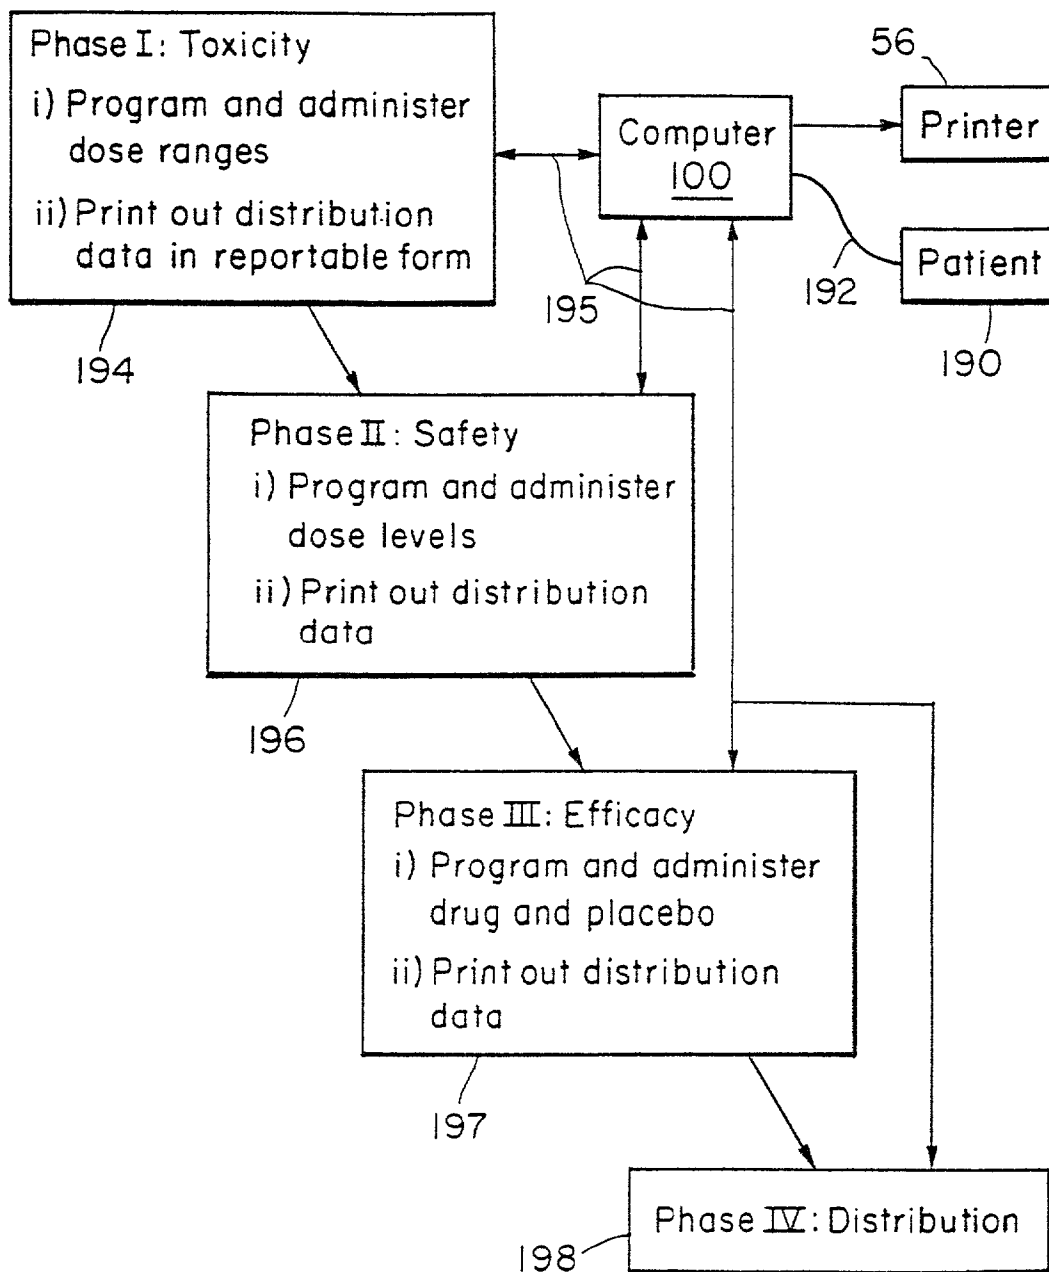 Phase I: Toxicity
i) Program and administer
dose ranges
ii) Print out distribution
data in reportable form
194
Computer
100
56
Printer
192
Patient
190
195
Phase II: Safety
i) Program and administer
dose levels
ii) Print out distribution
data
196
Phase III: Efficacy
i) Program and administer
drug and placebo
ii) Print out distribution
data
197
Phase IV: Distribution
198